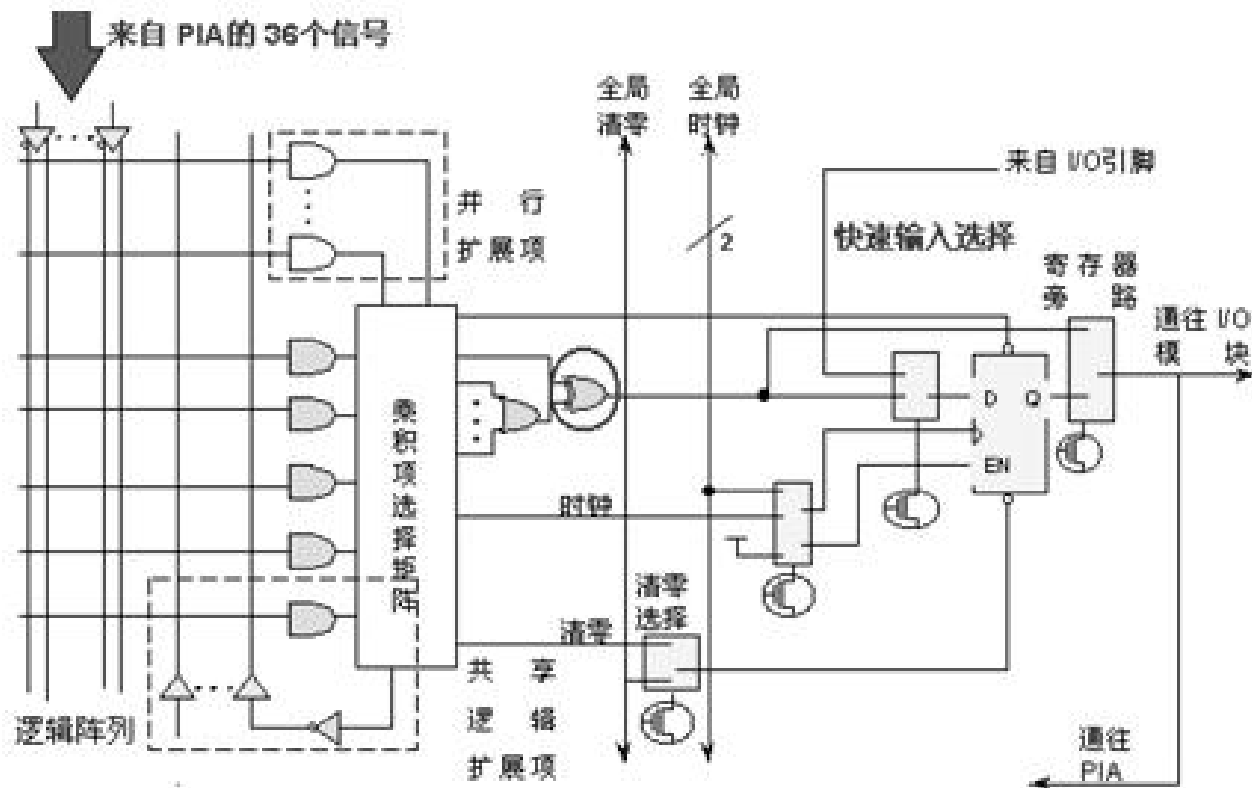 来自 PIA的 36个信号
全局
清零
全局
时钟
来自 I/O引脚
并 行
扩展项
2
快速输入选择
寄存器
旁 路
通往 I/O
模 块
乘积项选择矩阵
D Q
EN
时钟
清零
选择
清零
共 享
逻 辑
扩展项
逻辑阵列
通往
PIA